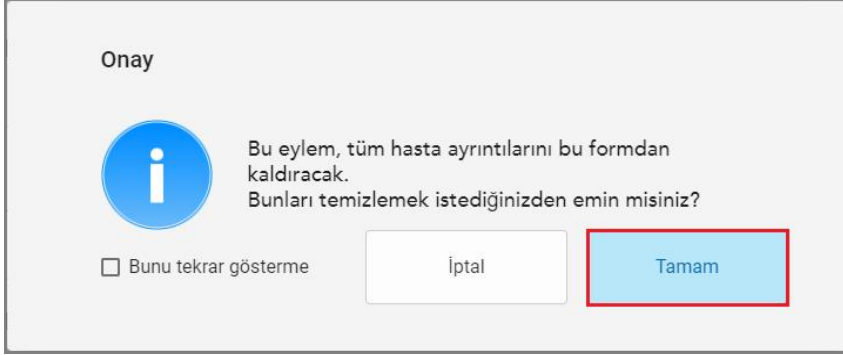 Onay
Bu eylem, tüm hasta ayrıntılarını bu formdan
kaldıracak.
Bunları temizlemek istediğinizden emin misiniz?
Bunu tekrar gösterme
İptal
Tamam